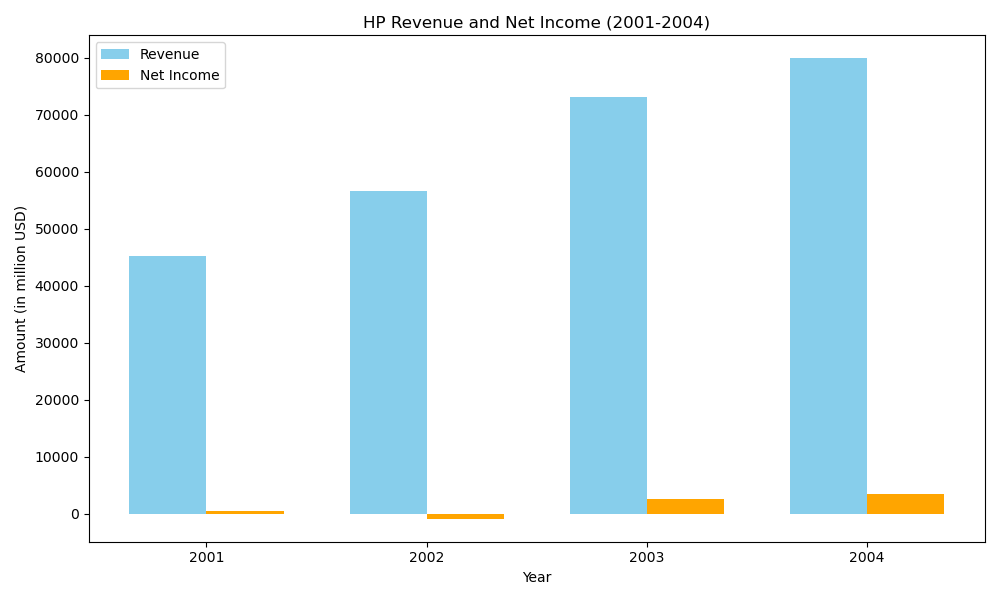 HP Revenue and Net Income (2001-2004)
Revenue
Net Income
80000
70000
60000
50000
40000
30000
20000
10000
0
Amount (in million USD)
2001 2002 2003 2004
Year